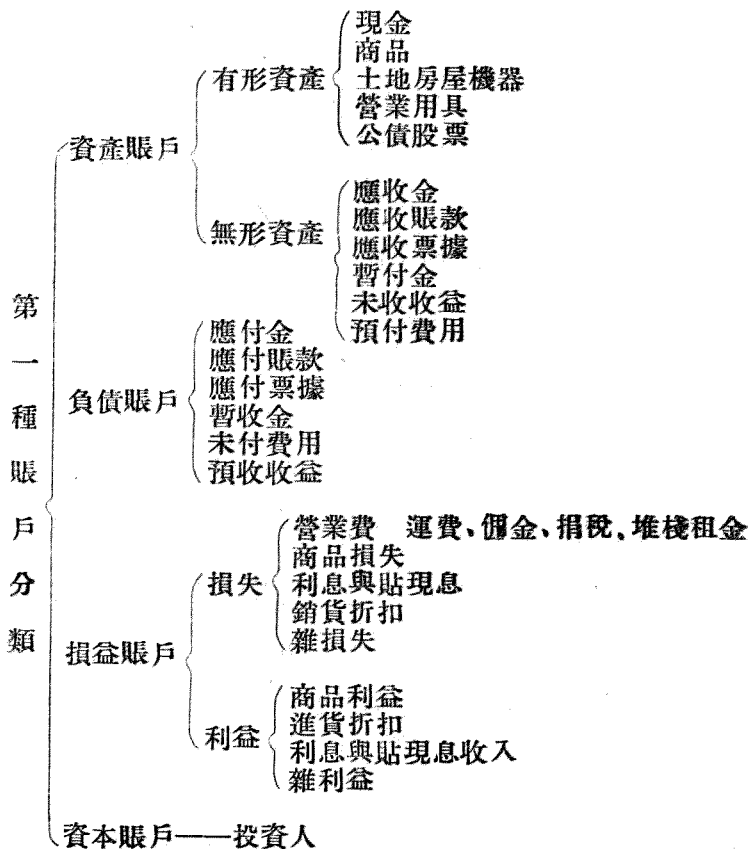 第一種賬戶分類
資產賬戶
有形資產
現金
商品
土地房屋機器
營業用具
公債股票
無形資產
應收金
應收賬款
應收票據
暫付金
未收收益
預付費用
負債賬戶
應付金
應付賬款
應付票據
暫收金
未付費用
預收收益
損益賬戶
損失
營業費 運費、佣金、捐稅、堆棧租金
商品損失
利息與貼現息
銷貨折扣
雜損失
利益
商品利益
進貨折扣
利息與貼現息收入
雜利益
資本賬戶——投資人